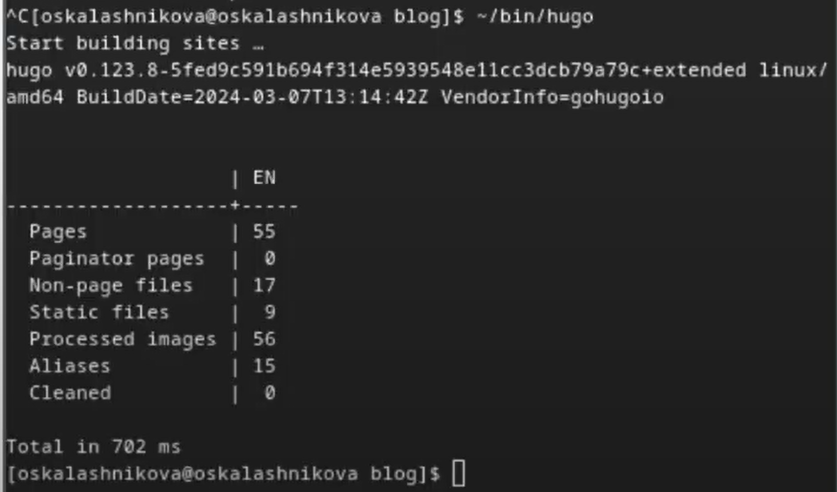 ^C[oskalashnikova@oskalashnikova blog]$ ~/bin/hugo
Start building sites …
hugo v0.123.8-5fed9c591b694f314e5939548e11cc3dcb79a79c+extended linux/
amd64 BuildDate=2024-03-07T13:14:42Z VendorInfo=gohugoio
| EN
-------------------+-----
Pages | 55
Paginator pages | 0
Non-page files | 17
Static files | 9
Processed images | 56
Aliases | 15
Cleaned | 0
Total in 702 ms
[oskalashnikova@oskalashnikova blog]$